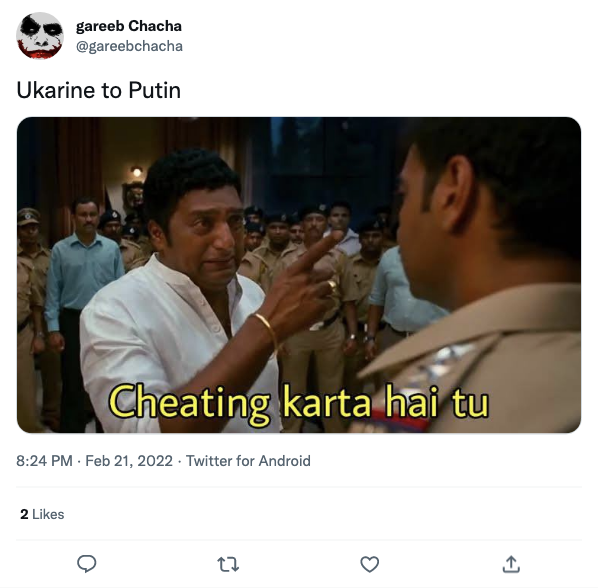 gareeb Chacha
@gareebchacha
Ukarine to Putin
Cheating karta hai tu
8:24 PM · Feb 21, 2022 · Twitter for Android
2 Likes